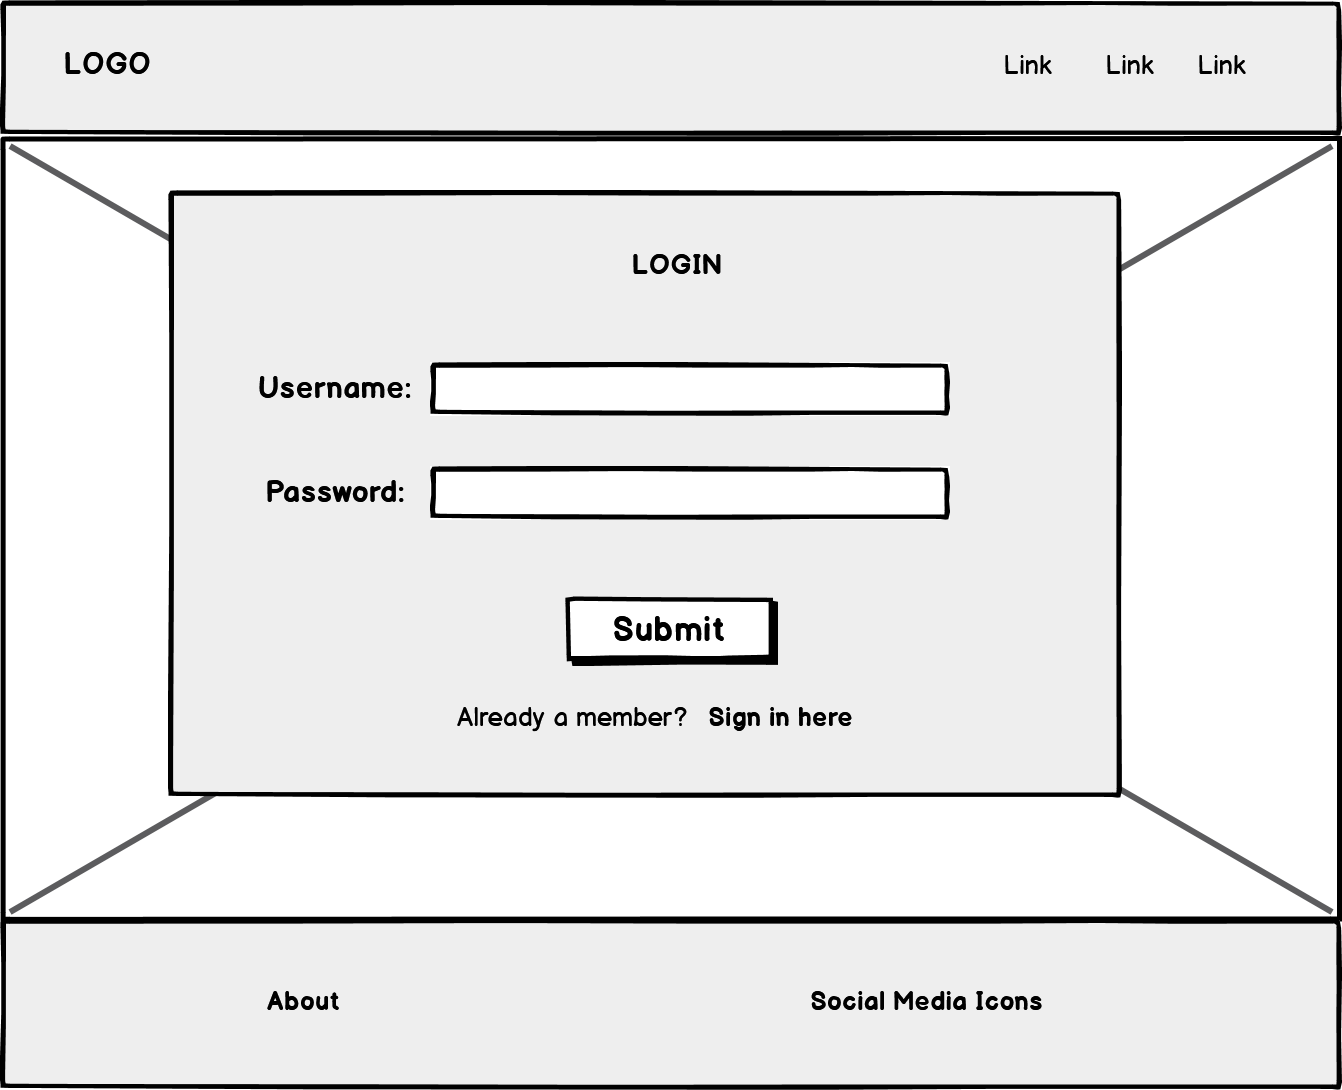 LOGO Link Link Link
LOGIN
Username:
Password:
Submit
Already a member? Sign in here
About Social Media Icons